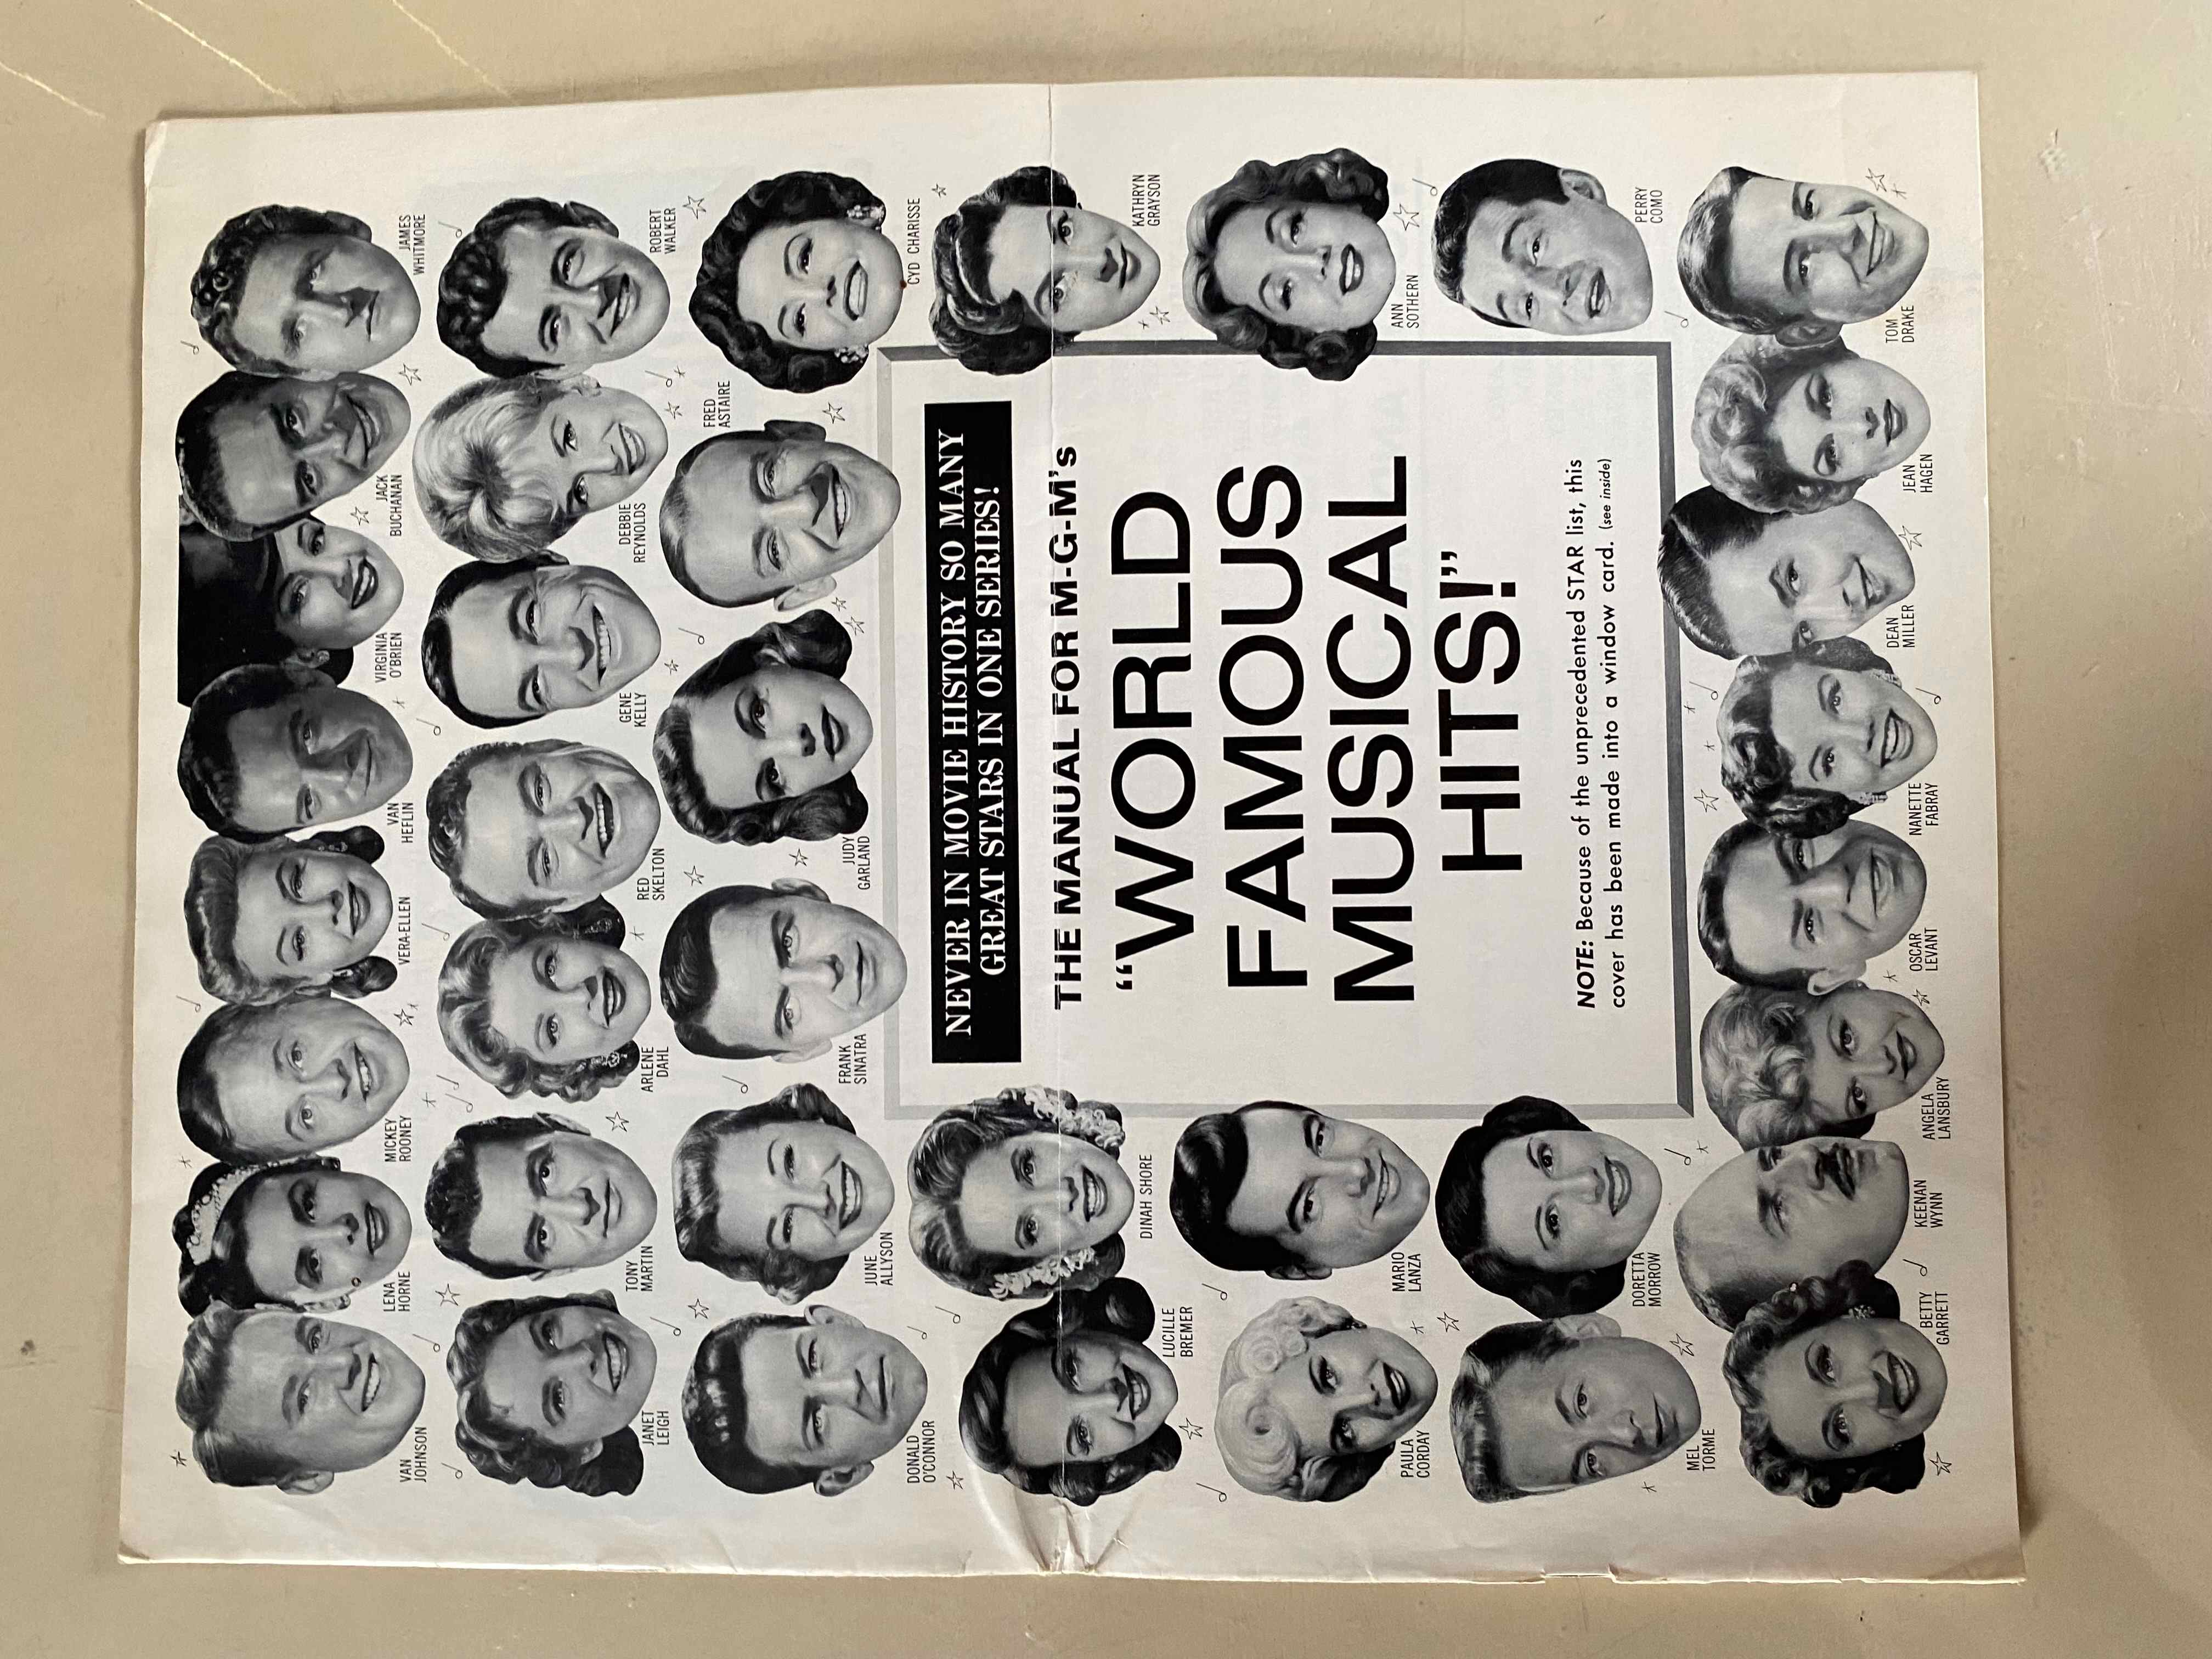 VAN
JOHNSON
LENA
HORNE
MICKEY
ROONEY
VERA-ELLEN
VAN
HEFLIN
VIRGINIA
O'BRIEN
JACK
BUCHANAN
JAMES
WHITMORE
JANET
LEIGH
TONY
MARTIN
ARLENE
DAHL
RED
SKELTON
GENE
KELLY
DEBBIE
REYNOLDS
ROBERT
WALKER
DONALD
O'CONNOR
JUNE
ALLYSON
FRANK
SINATRA
JUDY
GARLAND
FRED
ASTAIRE
CYD CHARISSE
LUCILLE
BREMER
DINAH SHORE
NEVER IN MOVIE HISTORY SO MANY
GREAT STARS IN ONE SERIES!
THE MANUAL FOR M-G-M's
"WORLD
FAMOUS
MUSICAL
HITS!"
NOTE: Because of the unprecedented STAR list, this
cover has been made into a window card. (see inside)
KATHRYN
GRAYSON
PAULA
CORDAY
MARIO
LANZA
ANN
SOTHERN
MEL
TORME
DORETTA
MORROW
PERRY
COMO
BETTY
GARRETT
KEENAN
WYNN
ANGELA
LANSBURY
OSCAR
LEVANT
NANETTE
FABRAY
DEAN
MILLER
JEAN
HAGEN
TOM
DRAKE